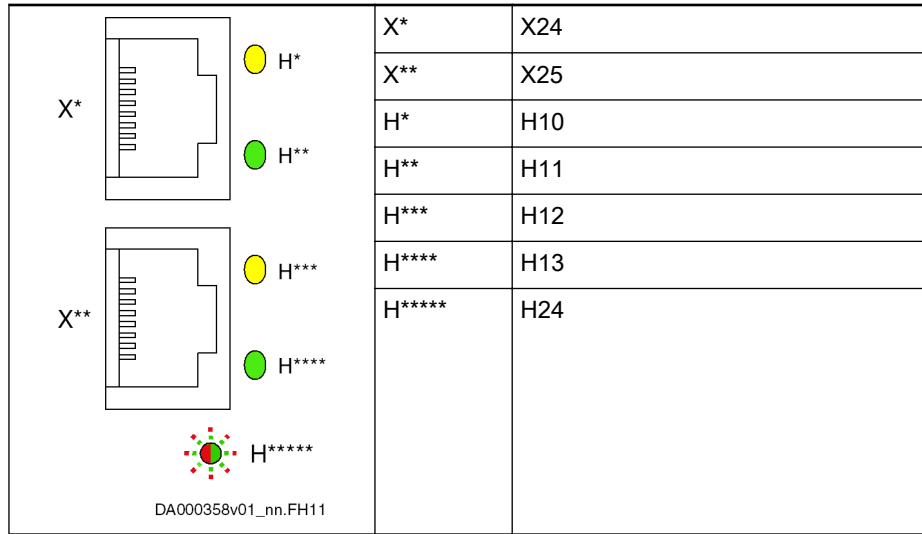 X*
H*
H**
X**
H***
H****
H*****
DA000358v01_nn.FH11
X* X24
X** X25
H* H10
H** H11
H*** H12
H**** H13
H***** H24